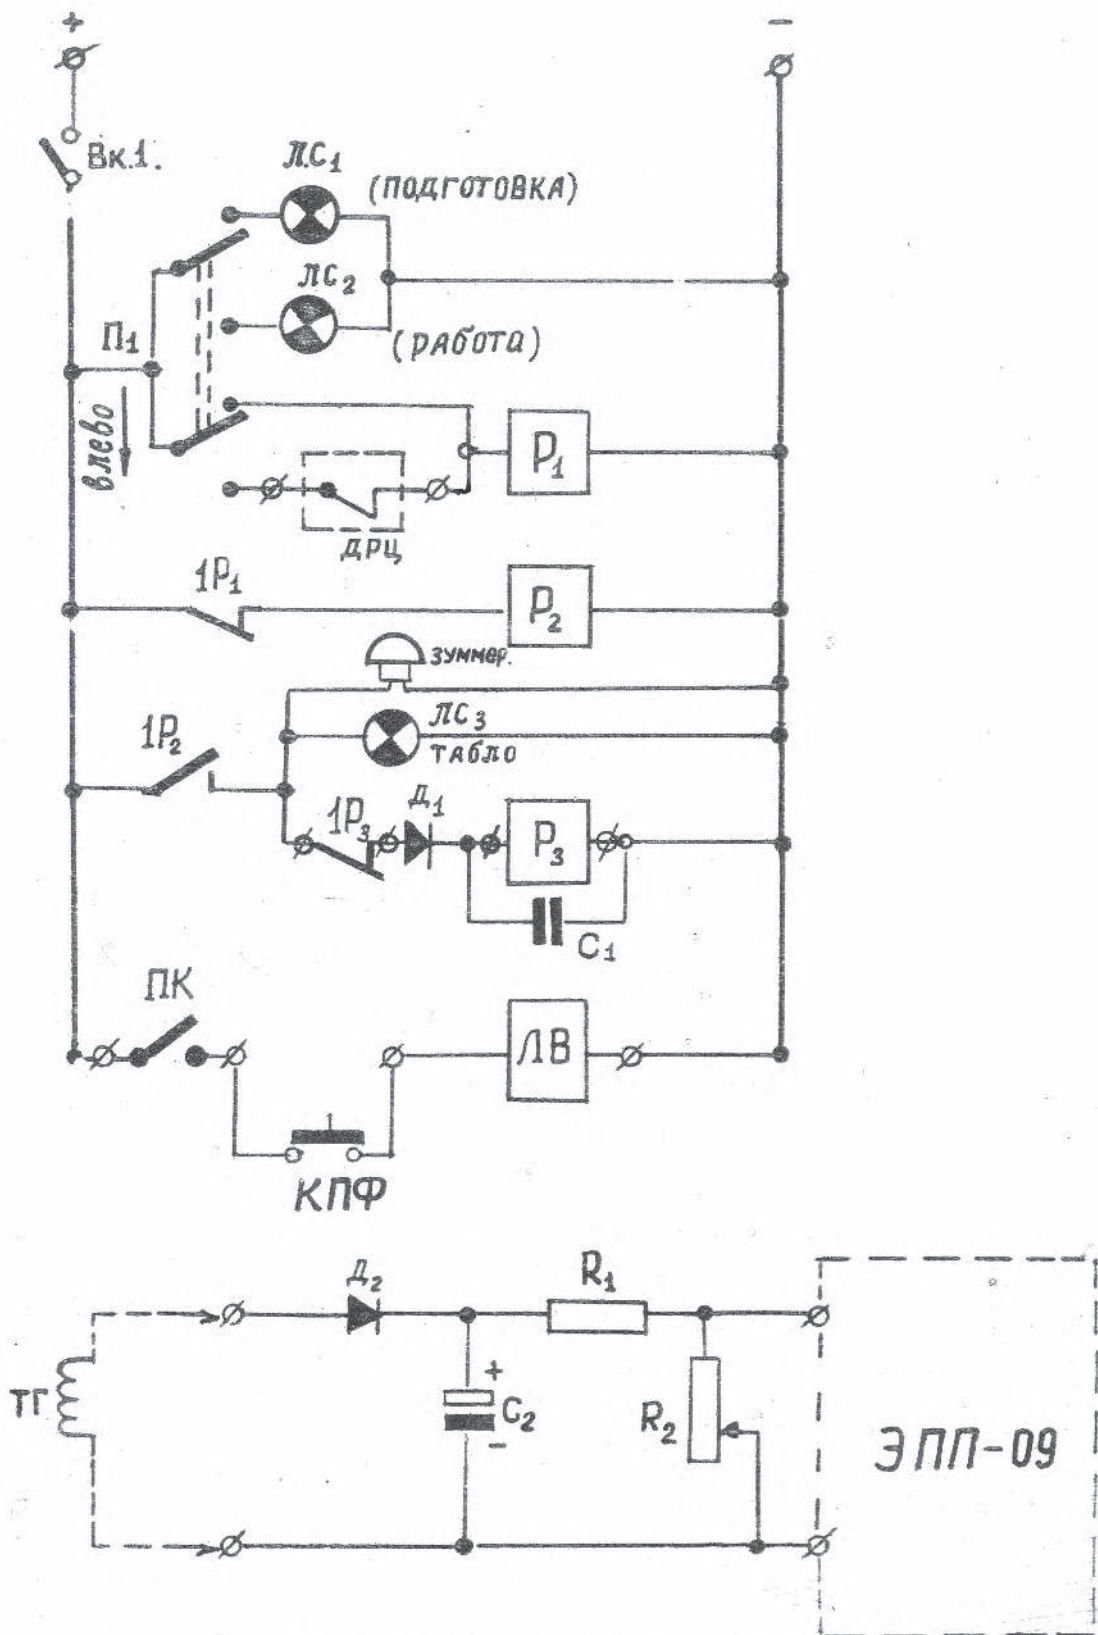 +
-
Вк.1.
ЛС₁
(ПОДГОТОВКА)
ЛС₂
(РАБОТА)
П₁
влево
Р₁
ДРЦ
1Р₁
Р₂
ЗУММЕР.
ЛС₃
ТАБЛО
1Р₂
1Р₃
Д₁
Р₃
С₁
ПК
ЛВ
КПФ
Д₂
R₁
ТГ
+
С₂
-
R₂
ЭПП-09